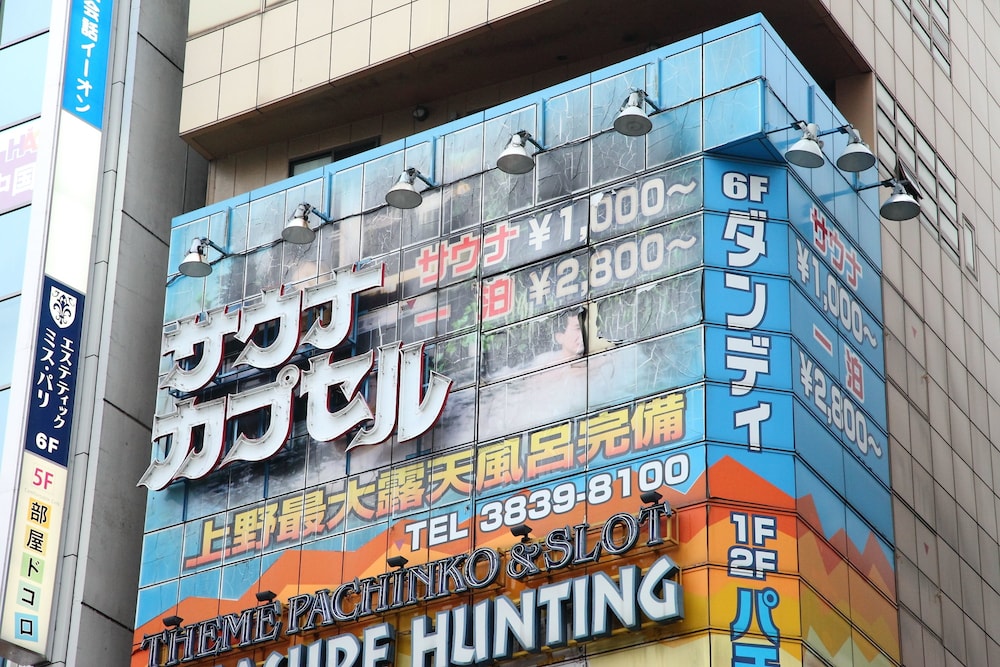 会話イーオン
中国
エステティック
ミス・パリ
6F
5F
部屋ドコロ
サウナ ¥1,000〜
一泊 ¥2,800〜
サウナ
カプセル
上野最大露天風呂完備
TEL 3839-8100
THEME PACHINKO & SLOT
HUNTING
6F
ダンディ
1F
2F
パチ
サウナ
¥1,000〜
一泊
¥2,800〜